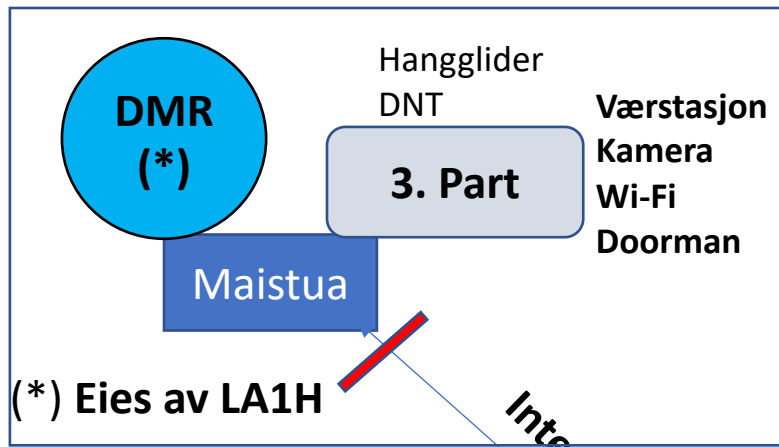 DMR
(*)
Hangglider
DNT
3. Part
Værstasjon
Kamera
Wi-Fi
Doorman
Maistua
(*) Eies av LA1H